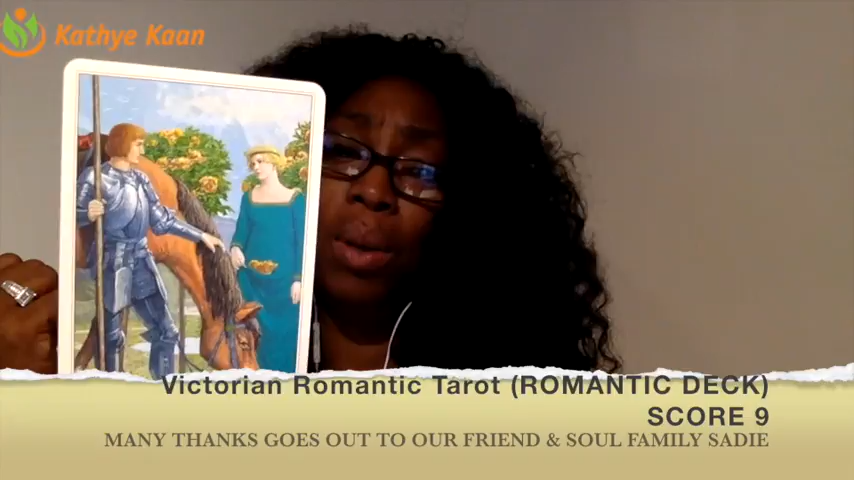 Kathye Kaan
Victorian Romantic Tarot (ROMANTIC DECK)
SCORE 9
MANY THANKS GOES OUT TO OUR FRIEND & SOUL FAMILY SADIE